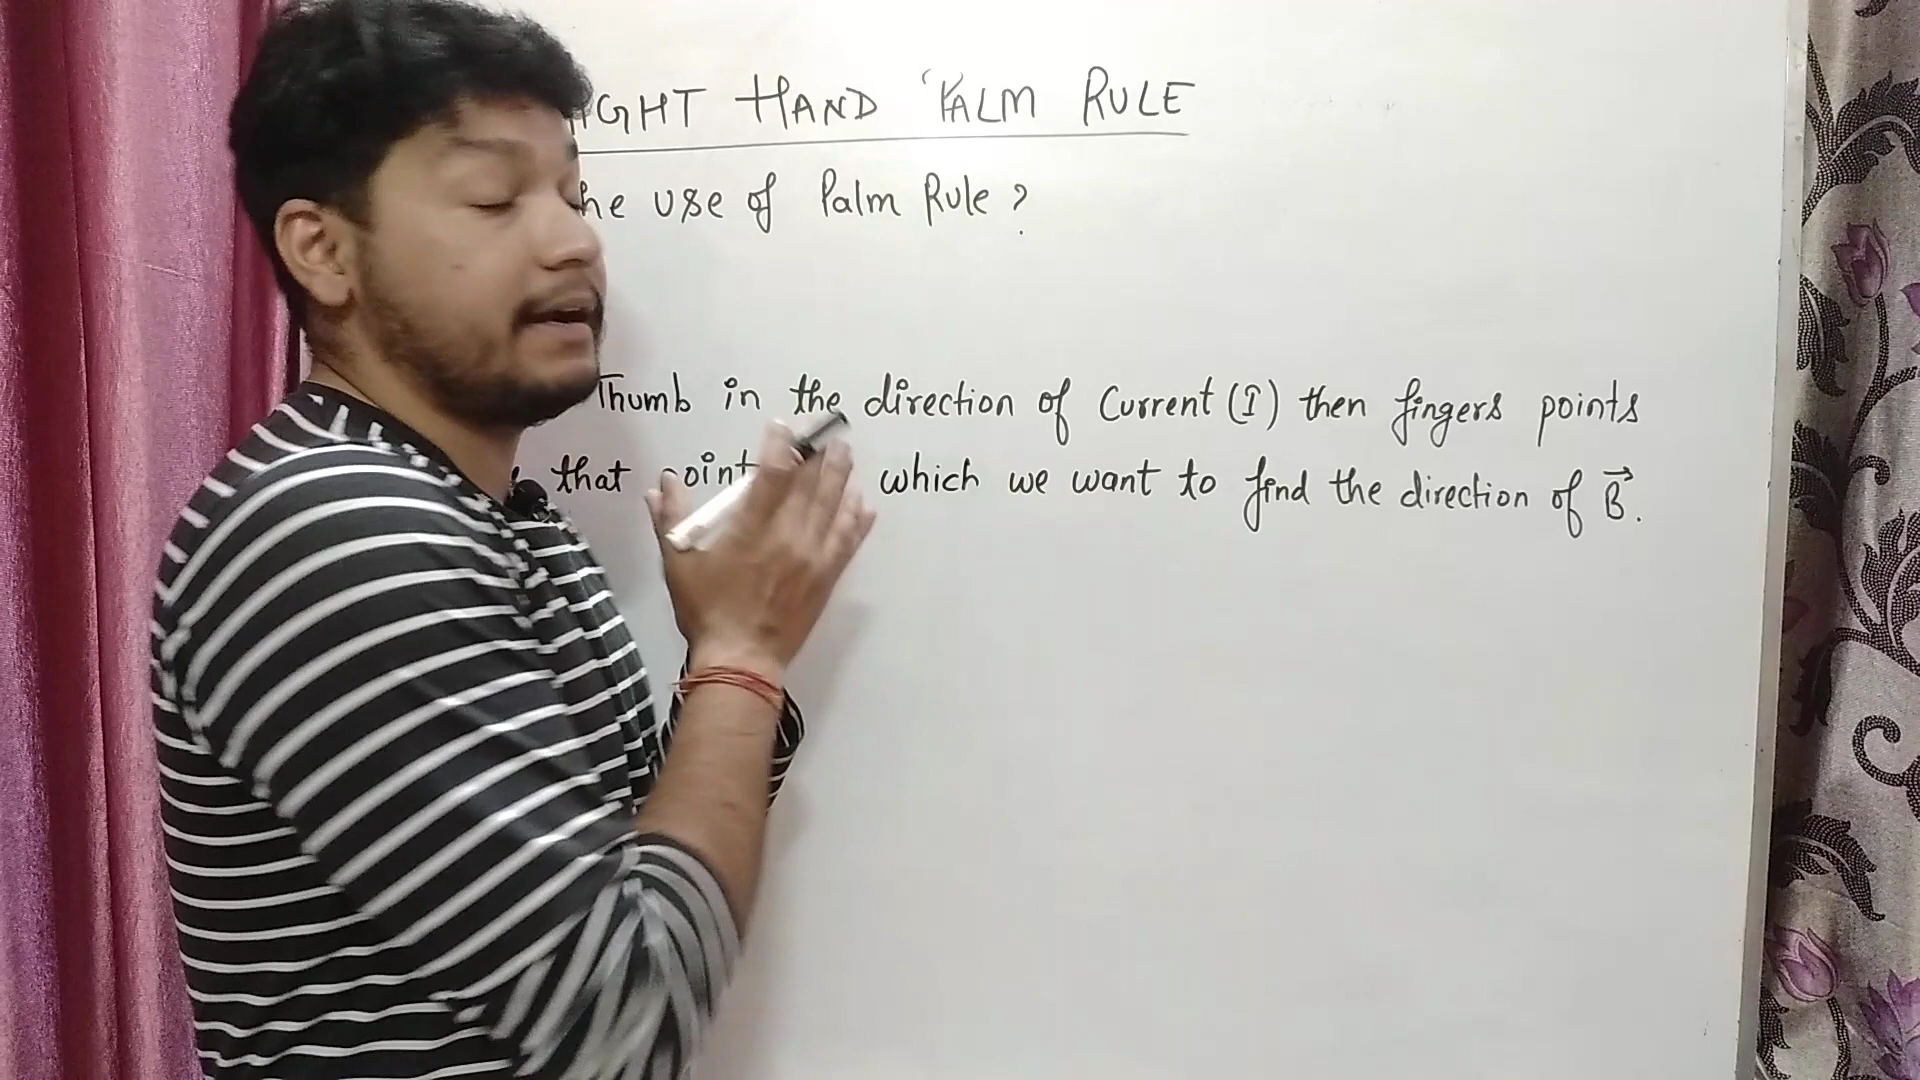 GHT HAND PALM RULE
he use of Palm Rule ?
Thumb in the direction of Current (I) then fingers points
that point which we want to find the direction of B⃗.